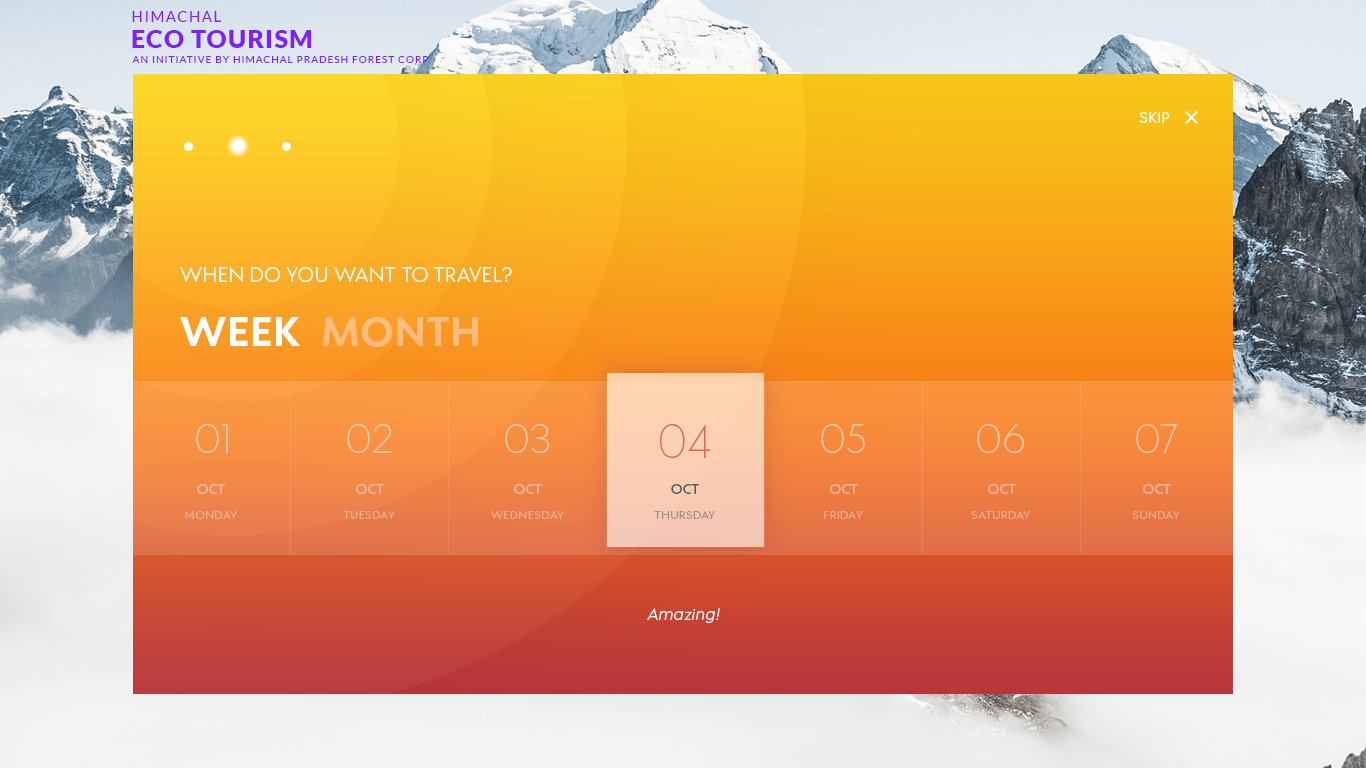 HIMACHAL
ECO TOURISM
AN INITIATIVE BY HIMACHAL PRADESH FOREST CORP.
SKIP
WHEN DO YOU WANT TO TRAVEL?
WEEK MONTH
01 02 03 04 05 06 07
OCT OCT OCT OCT OCT OCT OCT
MONDAY TUESDAY WEDNESDAY THURSDAY FRIDAY SATURDAY SUNDAY
Amazing!